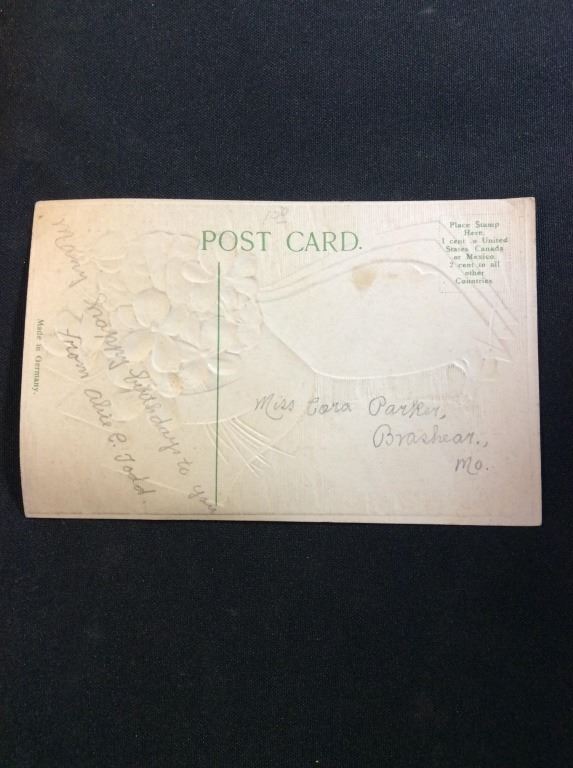 POST CARD.
Place Stamp
Here.
1 cent to United
States Canada
or Mexico.
2 cent to all
other
Countries
Made in Germany.
Many happy birthdays to you
from Alice C. Todd.
Miss Cora Parker,
Brashear.,
Mo.